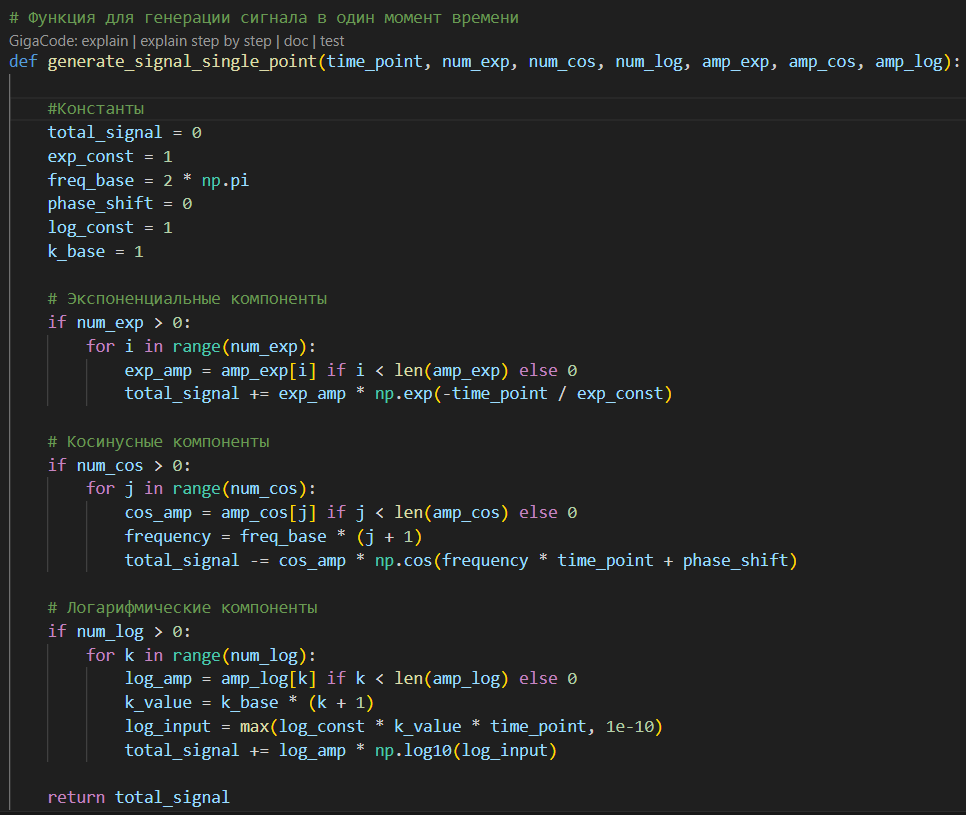 # Функция для генерации сигнала в один момент времени
GigaCode: explain | explain step by step | doc | test
def generate_signal_single_point(time_point, num_exp, num_cos, num_log, amp_exp, amp_cos, amp_log):
    #Константы
    total_signal = 0
    exp_const = 1
    freq_base = 2 * np.pi
    phase_shift = 0
    log_const = 1
    k_base = 1
    # Экспоненциальные компоненты
    if num_exp > 0:
        for i in range(num_exp):
            exp_amp = amp_exp[i] if i < len(amp_exp) else 0
            total_signal += exp_amp * np.exp(-time_point / exp_const)
    # Косинусные компоненты
    if num_cos > 0:
        for j in range(num_cos):
            cos_amp = amp_cos[j] if j < len(amp_cos) else 0
            frequency = freq_base * (j + 1)
            total_signal -= cos_amp * np.cos(frequency * time_point + phase_shift)
    # Логарифмические компоненты
    if num_log > 0:
        for k in range(num_log):
            log_amp = amp_log[k] if k < len(amp_log) else 0
            k_value = k_base * (k + 1)
            log_input = max(log_const * k_value * time_point, 1e-10)
            total_signal += log_amp * np.log10(log_input)
    return total_signal